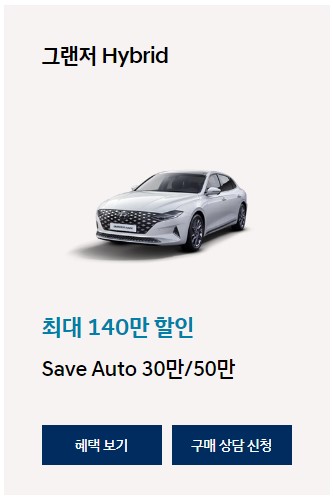 그랜저 Hybrid
최대 140만 할인
Save Auto 30만/50만
혜택 보기
구매 상담 신청